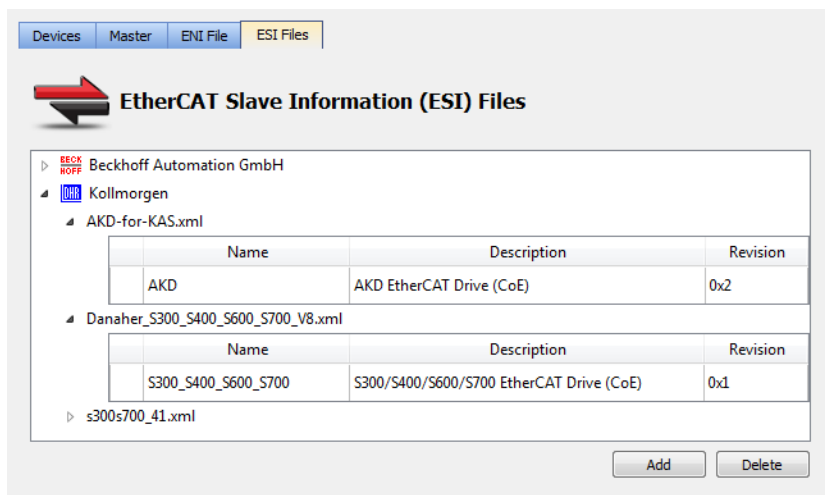 Devices Master ENI File ESI Files
EtherCAT Slave Information (ESI) Files
BECK HOFF Beckhoff Automation GmbH
DHR Kollmorgen
AKD-for-KAS.xml
Name Description Revision
AKD AKD EtherCAT Drive (CoE) 0x2
Danaher_S300_S400_S600_S700_V8.xml
Name Description Revision
S300_S400_S600_S700 S300/S400/S600/S700 EtherCAT Drive (CoE) 0x1
s300s700_41.xml
Add Delete